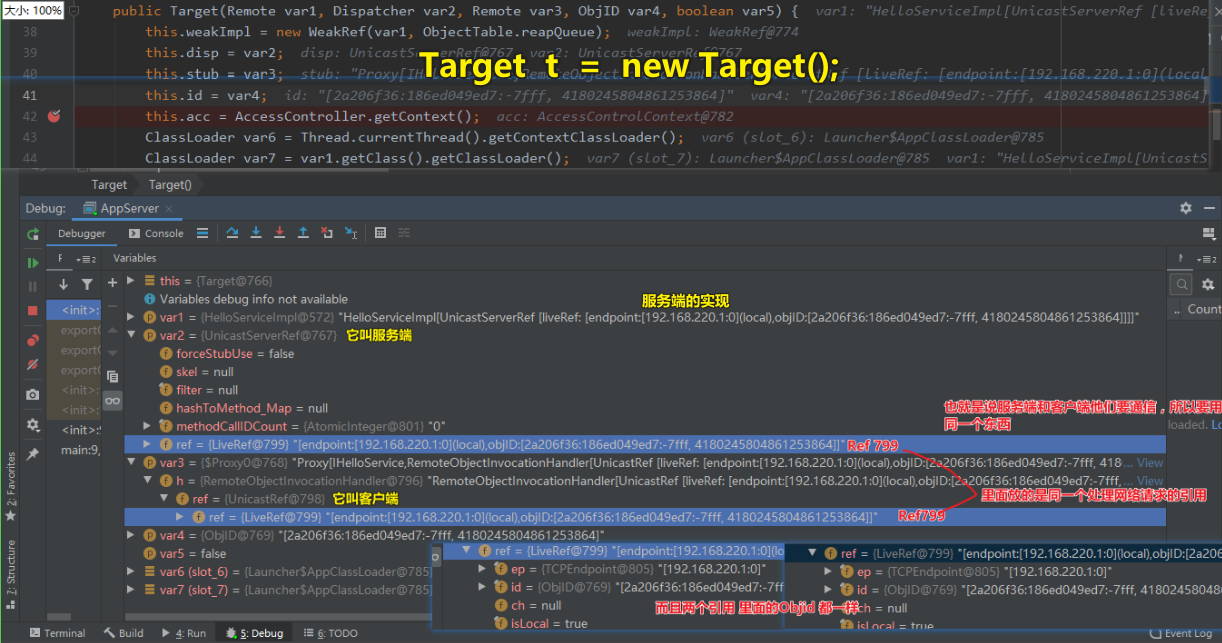 大小: 100%
public Target(Remote var1, Dispatcher var2, Remote var3, ObjID var4, boolean var5) {  var1: "HelloServiceImpl[UnicastServerRef [liveRe
38 this.weakImpl = new WeakRef(var1, ObjectTable.reapQueue);  weakImpl: WeakRef@774
39 this.disp = var2;  disp: UnicastServerRef@767  var2: UnicastServerRef@767
Target t = new Target();
40 this.stub = var3;  stub: "Proxy[IHelloService,RemoteObjec
f [liveRef: [endpoint:[192.168.220.1:0](local
41 this.id = var4;  id: "[2a206f36:186ed049ed7:-7fff, 4180245804861253864]"  var4: "[2a206f36:186ed049ed7:-7fff, 4180245804861253864]
42 this.acc = AccessController.getContext();  acc: AccessControlContext@782
43 ClassLoader var6 = Thread.currentThread().getContextClassLoader();  var6 (slot_6): Launcher$AppClassLoader@785
44 ClassLoader var7 = var1.getClass().getClassLoader();  var7 (slot_7): Launcher$AppClassLoader@785  var1: "HelloServiceImpl[UnicastS
Target  Target()
Debug:  AppServer
Debugger  Console
F  Variables
this = {Target@766}
Variables debug info not available
服务端的实现
var1 = {HelloServiceImpl@572} "HelloServiceImpl[UnicastServerRef [liveRef: [endpoint:[192.168.220.1:0](local),objID:[2a206f36:186ed049ed7:-7fff, 4180245804861253864]]]]"
var2 = {UnicastServerRef@767}  它叫服务端
forceStubUse = false
skel = null
filter = null
hashToMethod_Map = null
methodCallIDCount = {AtomicInteger@801} "0"
ref = {LiveRef@799} "[endpoint:[192.168.220.1:0](local),objID:[2a206f36:186ed049ed7:-7fff, 4180245804861253864]]"  Ref 799
也就是说服务端和客户端他们要通信，所以要用
同一个东西
var3 = {$Proxy0@768} "Proxy[IHelloService,RemoteObjectInvocationHandler[UnicastRef [liveRef: [endpoint:[192.168.220.1:0](local),objID:[2a206f36:186ed049ed7:-7fff, 418 ... View
h = {RemoteObjectInvocationHandler@796} "RemoteObjectInvocationHandler[UnicastRef [liveRef: [endpoint:[192.168.220.1:0](local),objID:[2a206f36:186ed049ed7:-7fff, ... View
ref = {UnicastRef@798}  它叫客户端
里面放的是同一个处理网络请求的引用
ref = {LiveRef@799} "[endpoint:[192.168.220.1:0](local),objID:[2a206f36:186ed049ed7:-7fff, 4180245804861253864]]"  Ref799
var4 = {ObjID@769} "[2a206f36:186ed049ed7:-7fff, 4180245804861253864]"
var5 = false
var6 (slot_6) = {Launcher$AppClassLoader@785
var7 (slot_7) = {Launcher$AppClassLoader@785
<init>:
export(
export(
export(
<init>:
<init>:
<init>:9
main:9,
Count
loaded. Lo
ref = {LiveRef@799} "[endpoint:[192.168.220.1:0](lo
ep = {TCPEndpoint@805} "[192.168.220.1:0]"
id = {ObjID@769} "[2a206f36:186ed049ed7:-7ff
ch = null
isLocal = true
ref = {LiveRef@799} "[endpoint:[192.168.220.1:0](local),objID:[2a
ep = {TCPEndpoint@805} "[192.168.220.1:0]"
id = {ObjID@769} "[2a206f36:186ed049ed7:-7fff, 41802458048
ch = null
isLocal = true
而且两个引用 里面的Objid 都一样
2: Favorites
Z: Structure
Terminal  Build  4: Run  5: Debug  6: TODO  Event Log